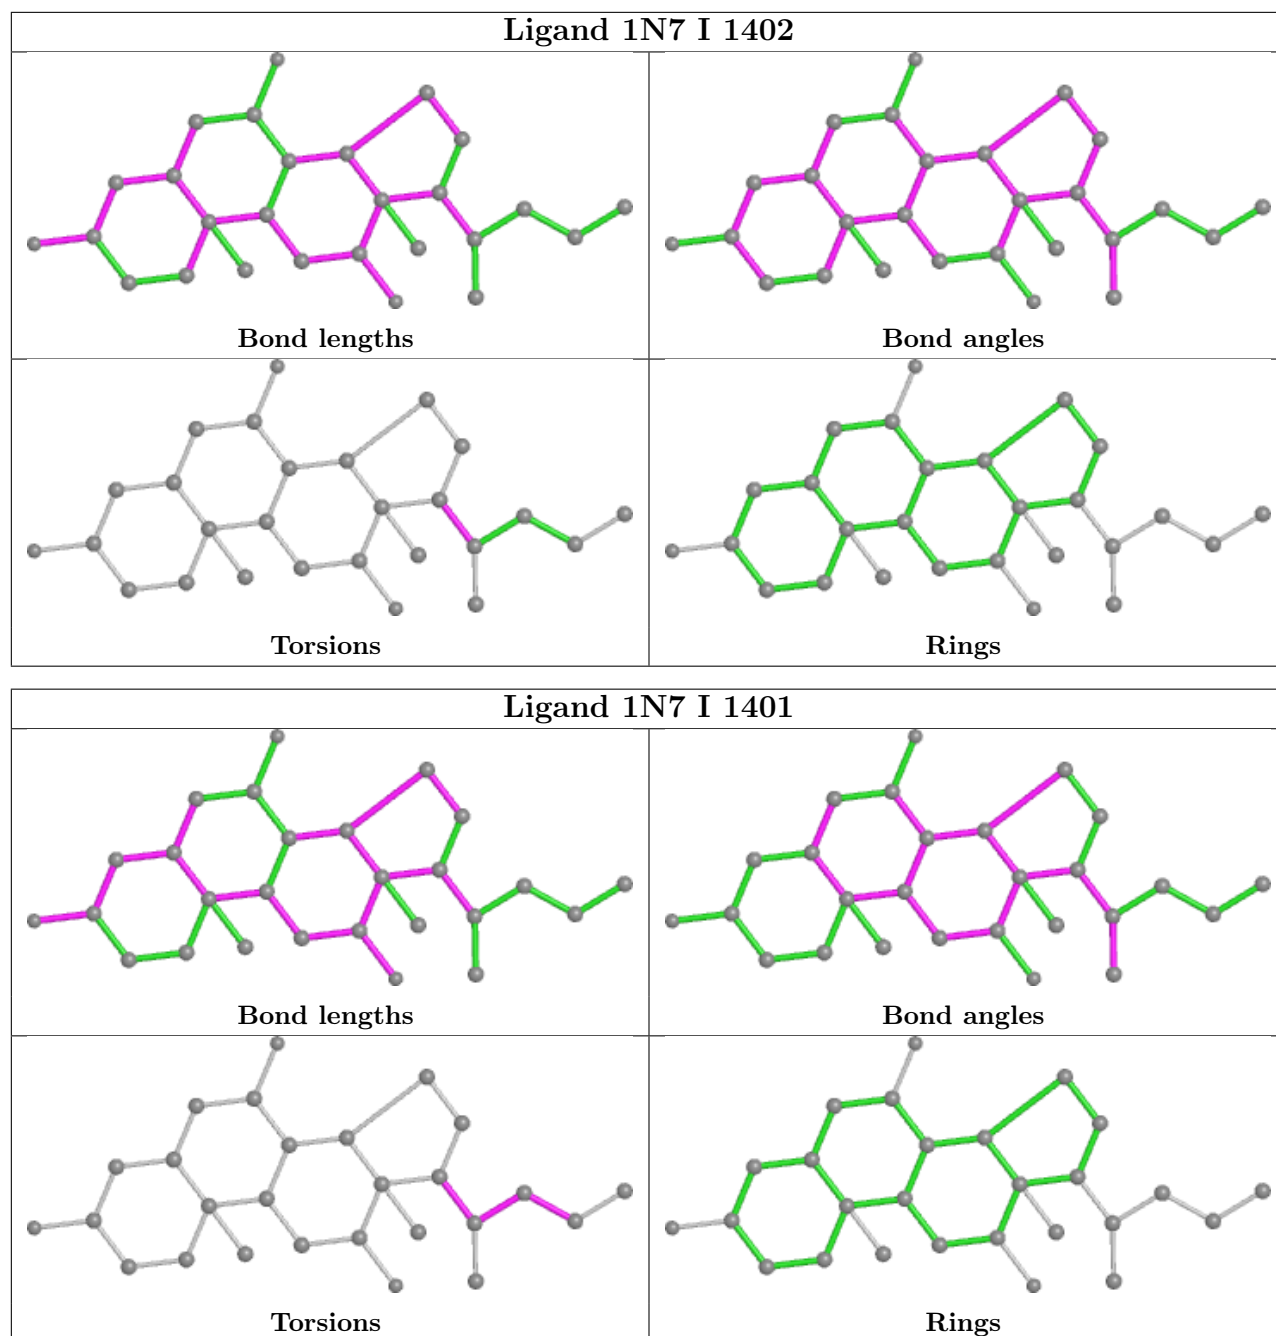 Ligand 1N7 I 1402
Bond lengths
Bond angles
Torsions
Rings
Ligand 1N7 I 1401
Bond lengths
Bond angles
Torsions
Rings